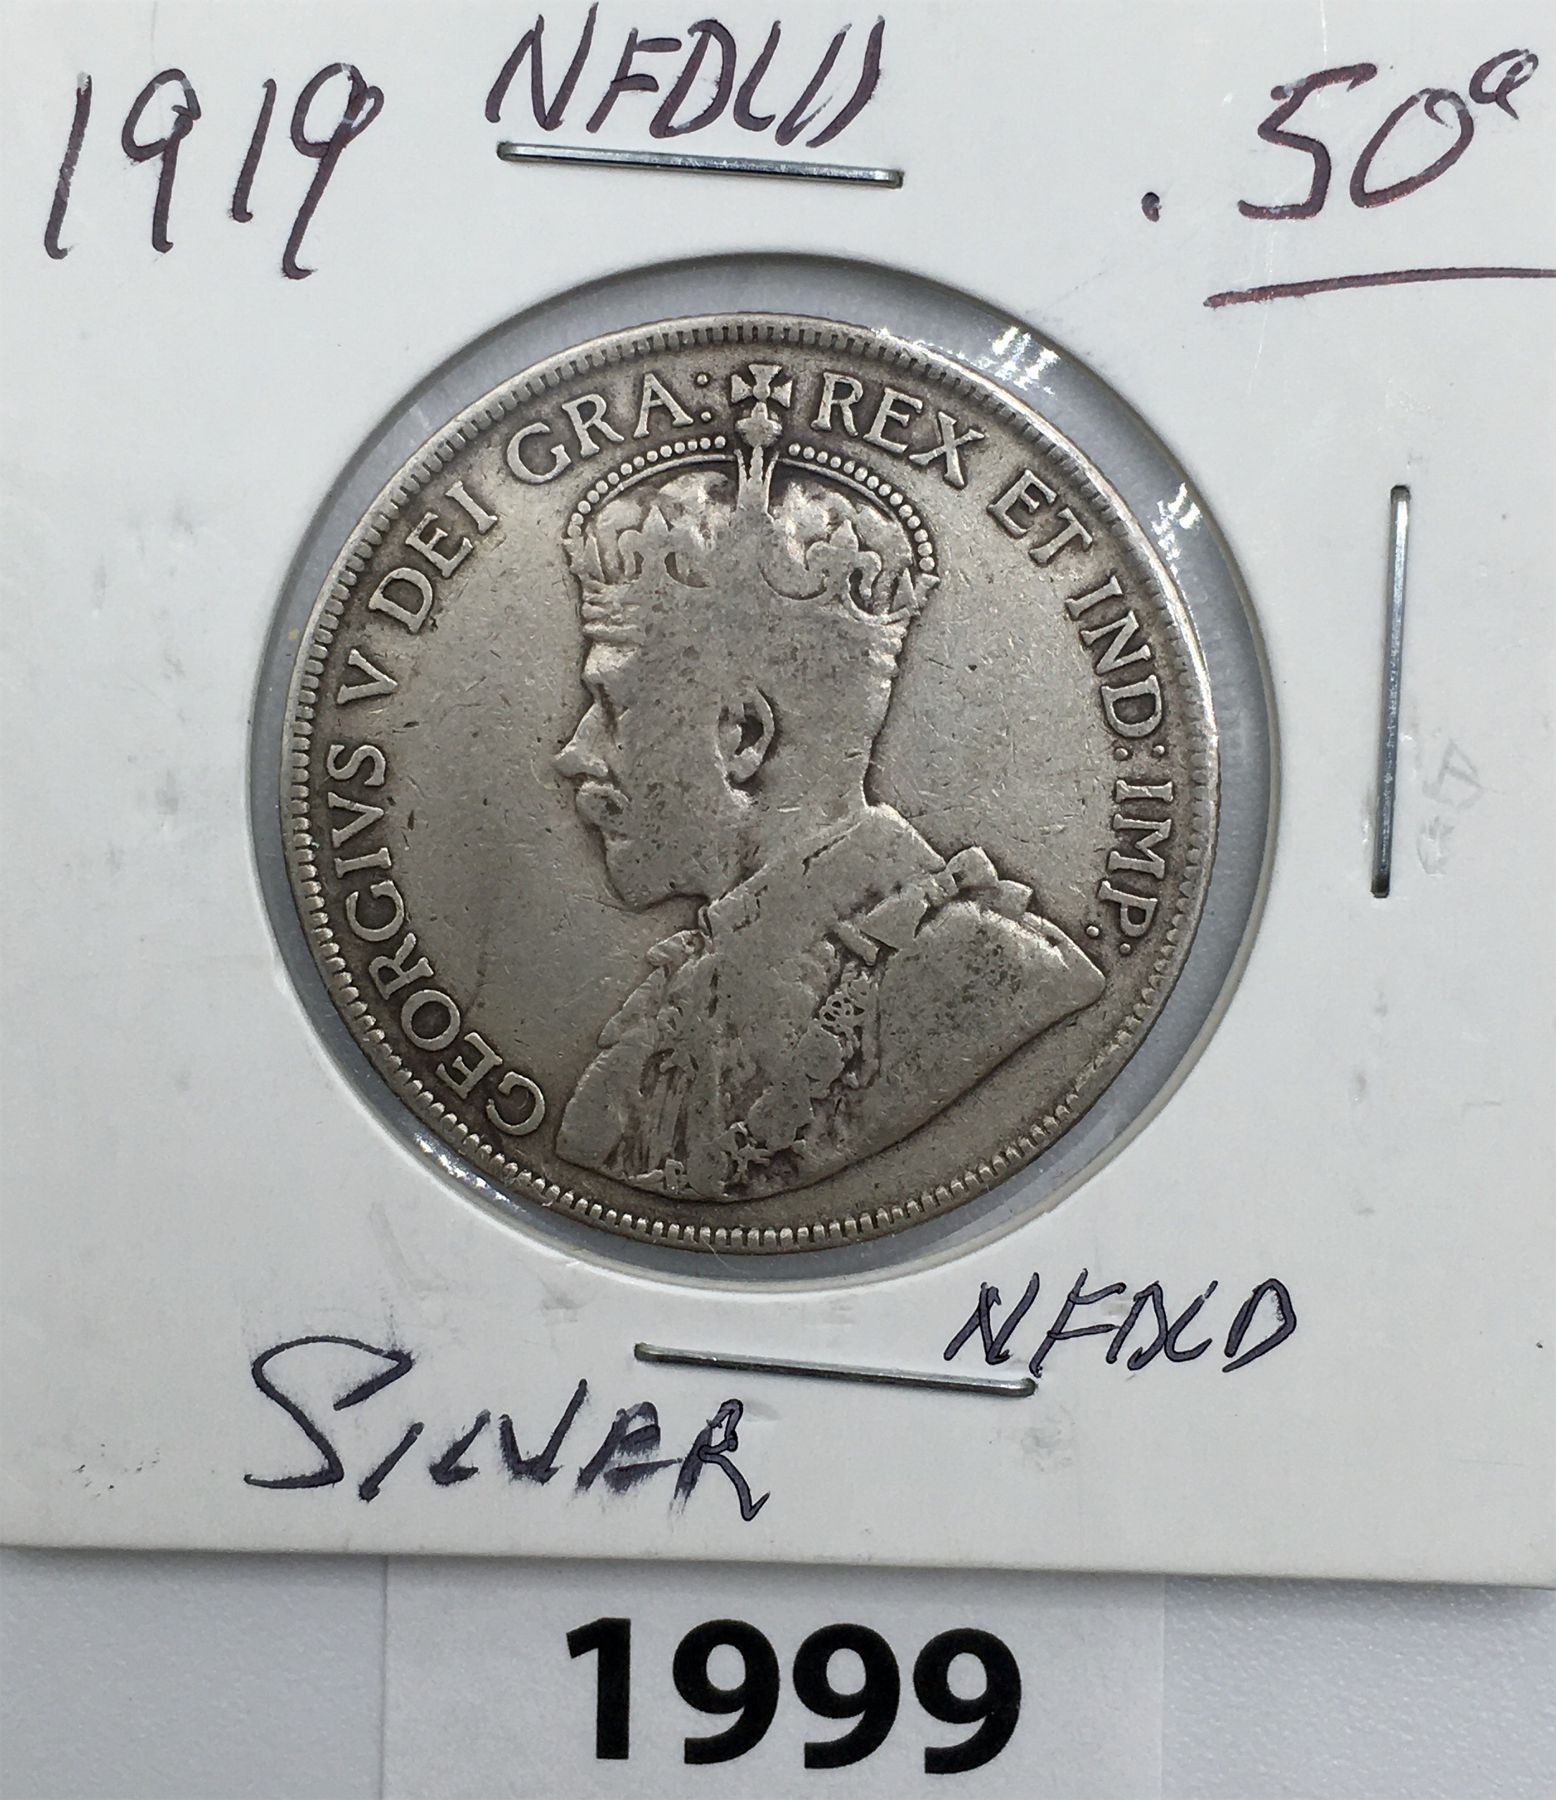 1919 NFDLD .50¢
GEORGIVS V DEI GRA: REX ET IND: IMP.
SILVER NFDLD
1999